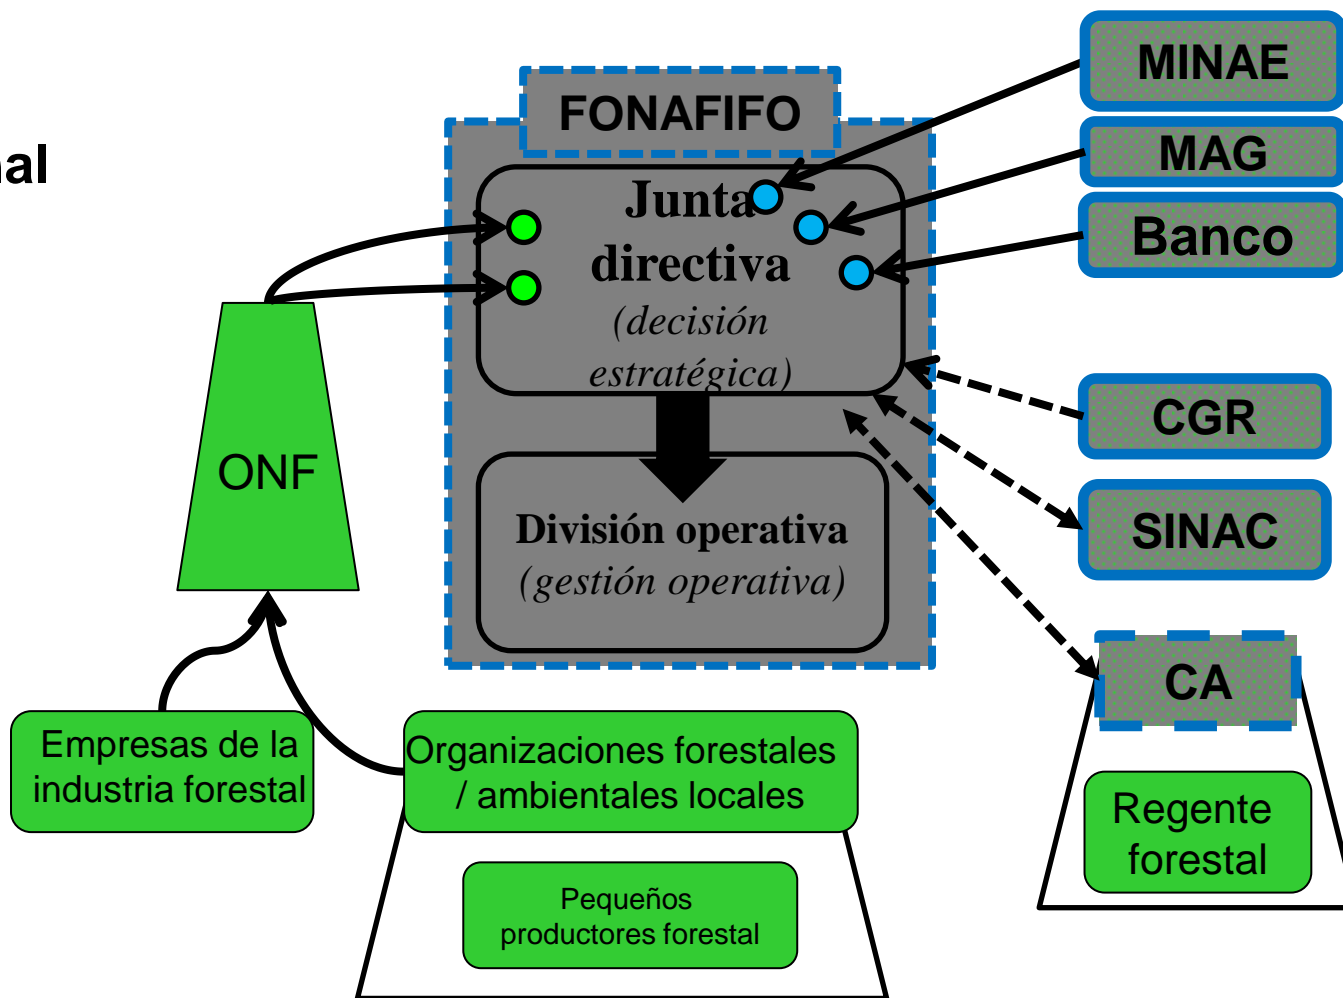 nal
FONAFIFO
Junta
directiva
(decisión
estratégica)
División operativa
(gestión operativa)
MINAE
MAG
Banco
CGR
SINAC
CA
Regente
forestal
ONF
Empresas de la
industria forestal
Organizaciones forestales
/ ambientales locales
Pequeños
productores forestal